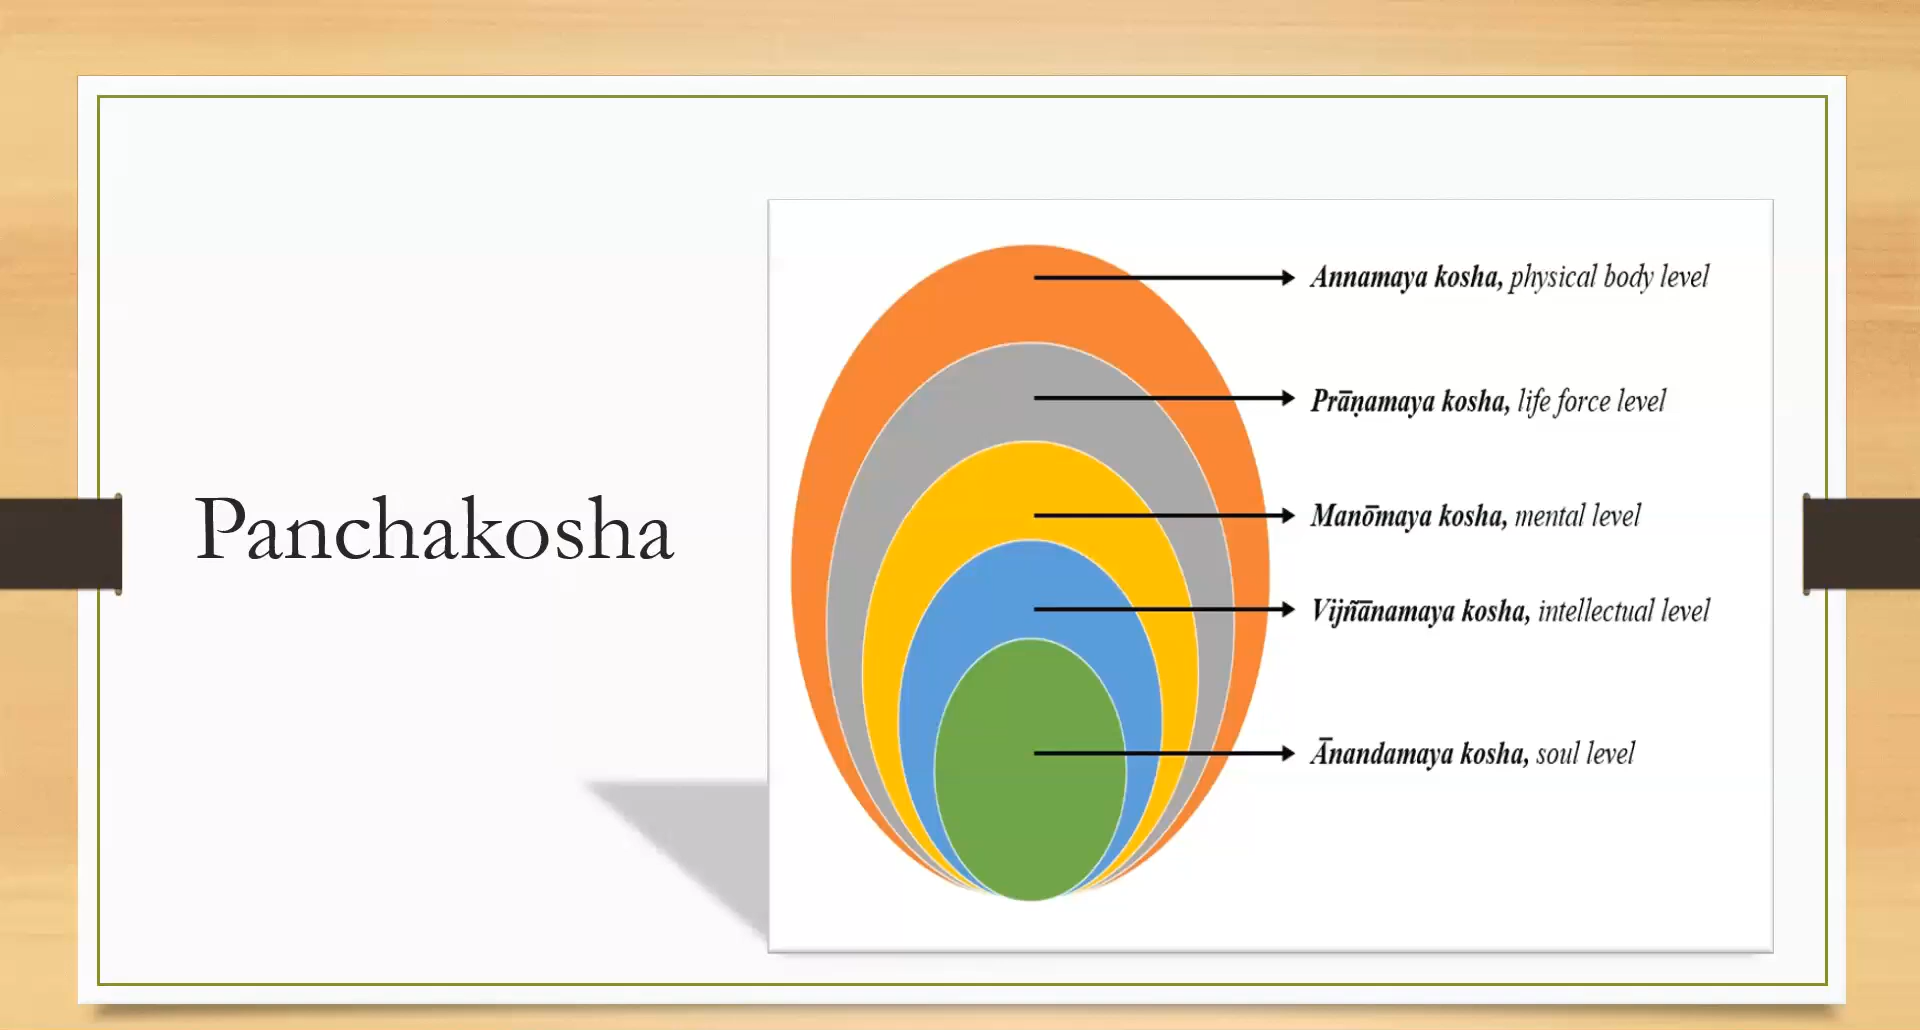 Panchakosha
Annamaya kosha, physical body level
Prāṇamaya kosha, life force level
Manōmaya kosha, mental level
Vijñānamaya kosha, intellectual level
Ānandamaya kosha, soul level